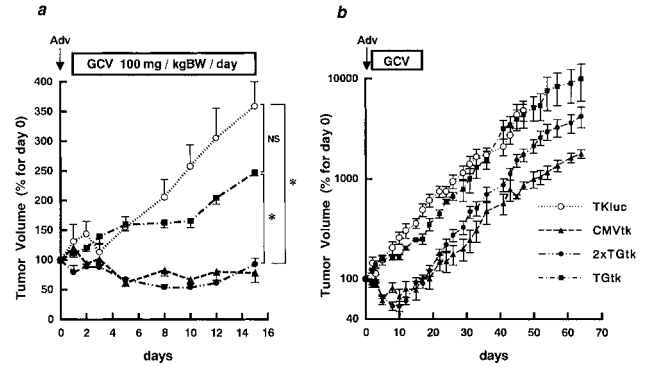 a
Adv
GCV 100 mg / kgBW / day
Tumor Volume (% for day 0)
400
350
300
250
200
150
100
50
0
0 2 4 6 8 10 12 14 16
days
NS
*
*
b
Adv
GCV
Tumor Volume (% for day 0)
10000
1000
100
40
0 10 20 30 40 50 60 70
days
TKluc
CMVtk
2xTGtk
TGtk